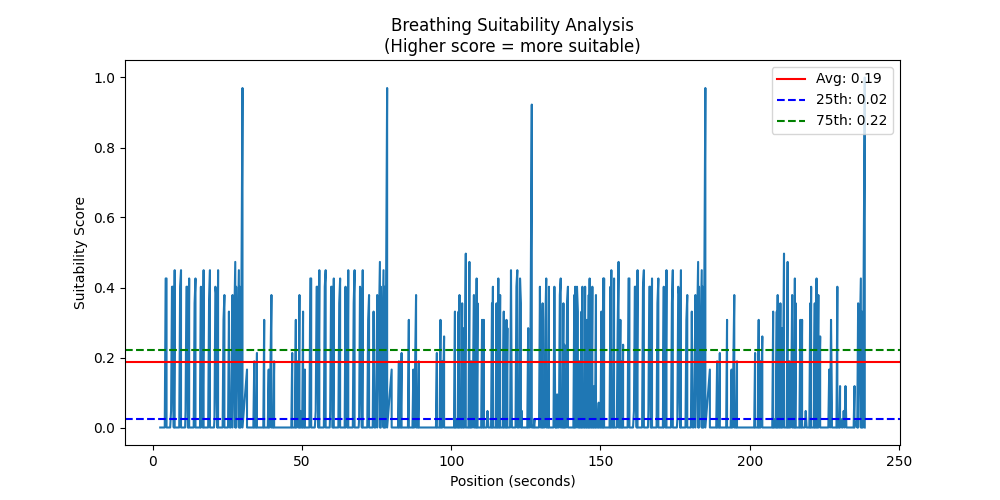 Breathing Suitability Analysis
(Higher score = more suitable)
Avg: 0.19
25th: 0.02
75th: 0.22
Suitability Score
1.0
0.8
0.6
0.4
0.2
0.0
0 50 100 150 200 250
Position (seconds)